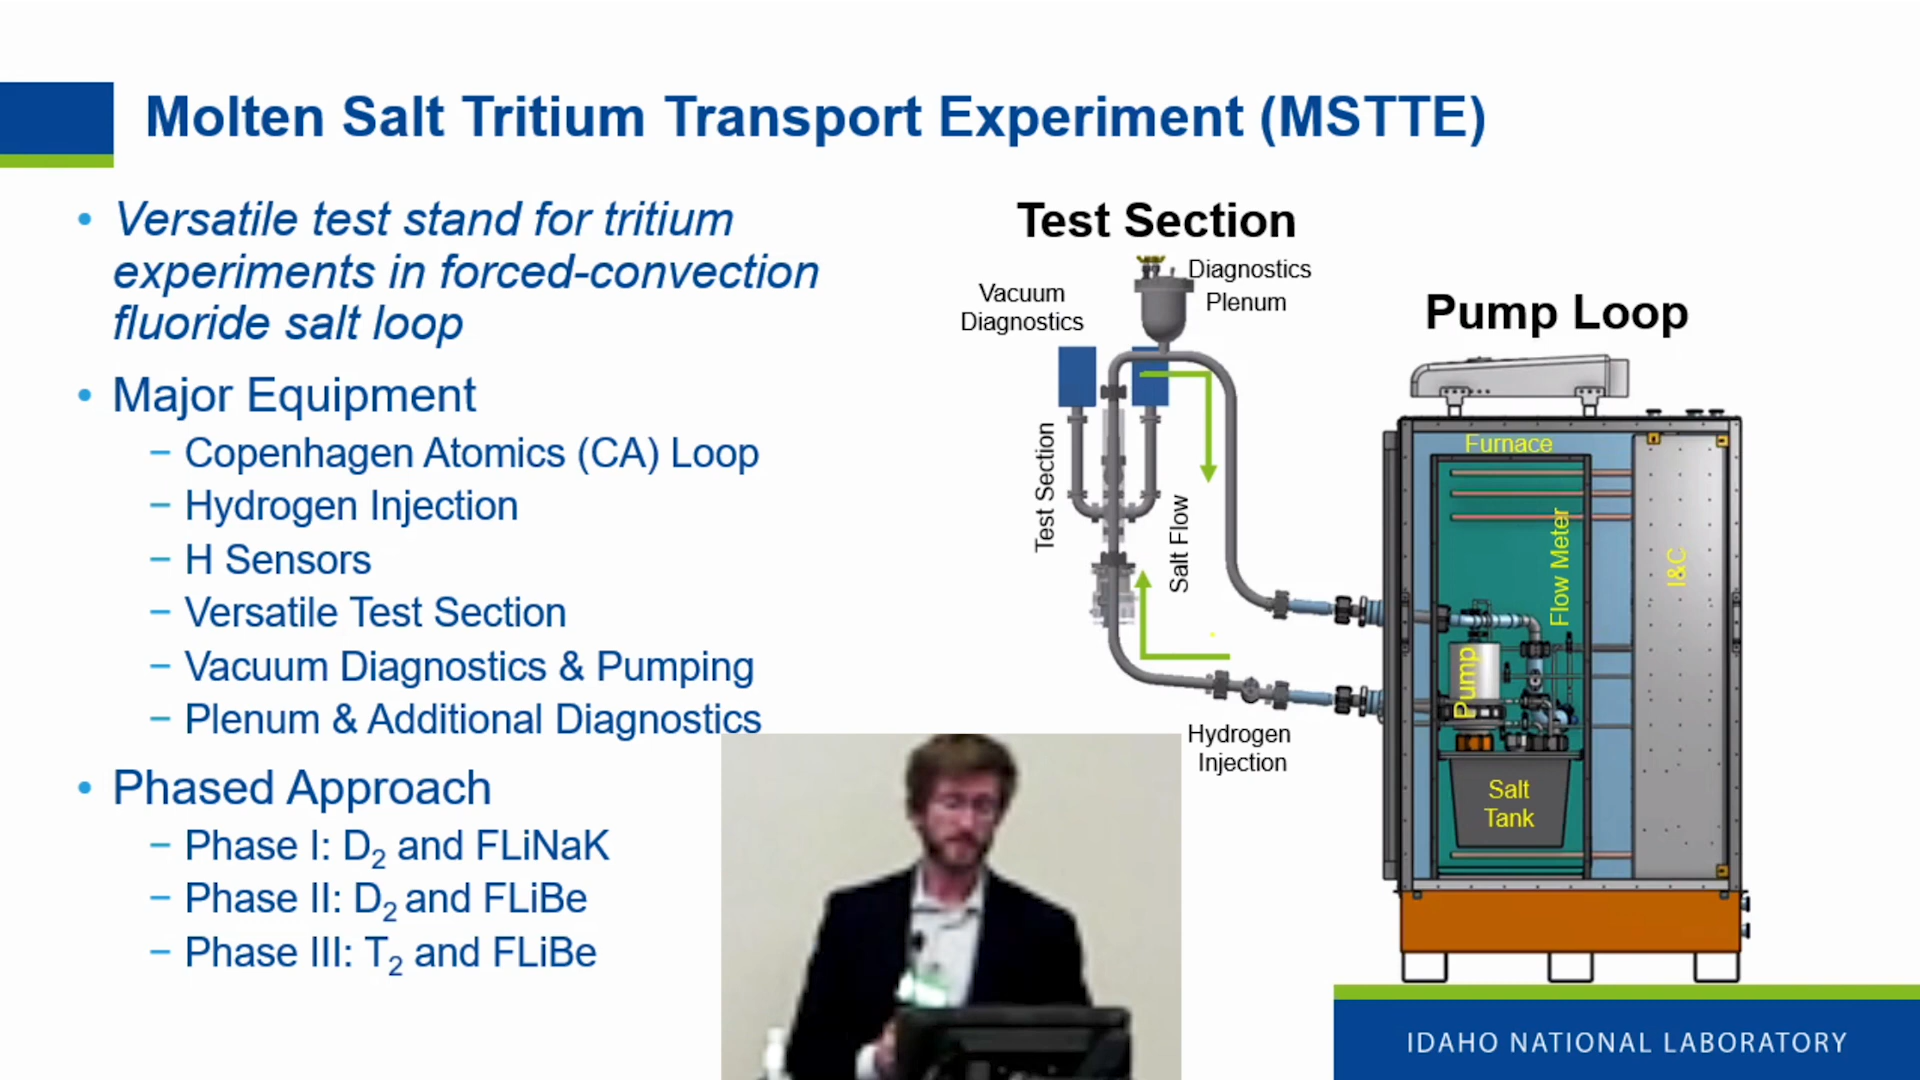 Molten Salt Tritium Transport Experiment (MSTTE)
• Versatile test stand for tritium
experiments in forced-convection
fluoride salt loop
• Major Equipment
− Copenhagen Atomics (CA) Loop
− Hydrogen Injection
− H Sensors
− Versatile Test Section
− Vacuum Diagnostics & Pumping
− Plenum & Additional Diagnostics
• Phased Approach
− Phase I: D₂ and FLiNaK
− Phase II: D₂ and FLiBe
− Phase III: T₂ and FLiBe
Test Section
Diagnostics
Plenum
Vacuum
Diagnostics
Test Section
Salt Flow
Hydrogen
Injection
Pump Loop
Furnace
Flow Meter
I&C
Pump
Salt
Tank
IDAHO NATIONAL LABORATORY